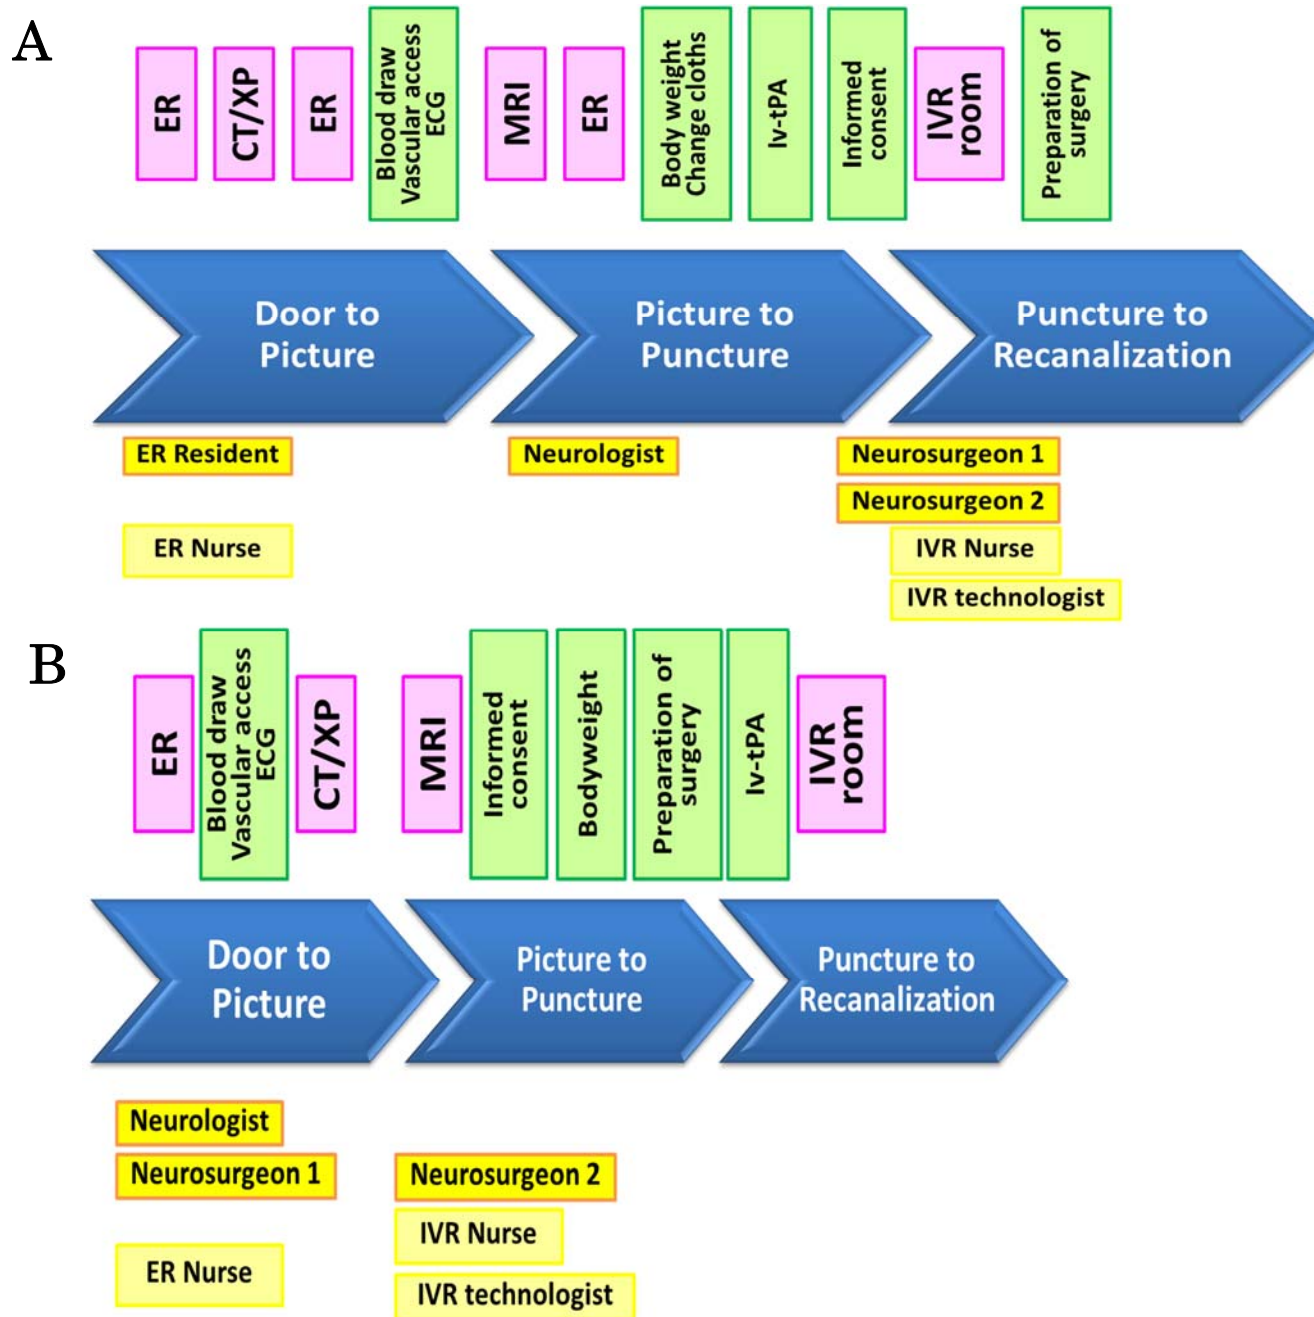 A
ER
CT/XP
ER
Blood draw
Vascular access
ECG
MRI
ER
Body weight
Change cloths
Iv-tPA
Informed
consent
IVR
room
Preparation of
surgery
Door to
Picture
Picture to
Puncture
Puncture to
Recanalization
ER Resident
ER Nurse
Neurologist
Neurosurgeon 1
Neurosurgeon 2
IVR Nurse
IVR technologist
B
ER
Blood draw
Vascular access
ECG
CT/XP
MRI
Informed
consent
Bodyweight
Preparation of
surgery
Iv-tPA
IVR
room
Door to
Picture
Picture to
Puncture
Puncture to
Recanalization
Neurologist
Neurosurgeon 1
ER Nurse
Neurosurgeon 2
IVR Nurse
IVR technologist